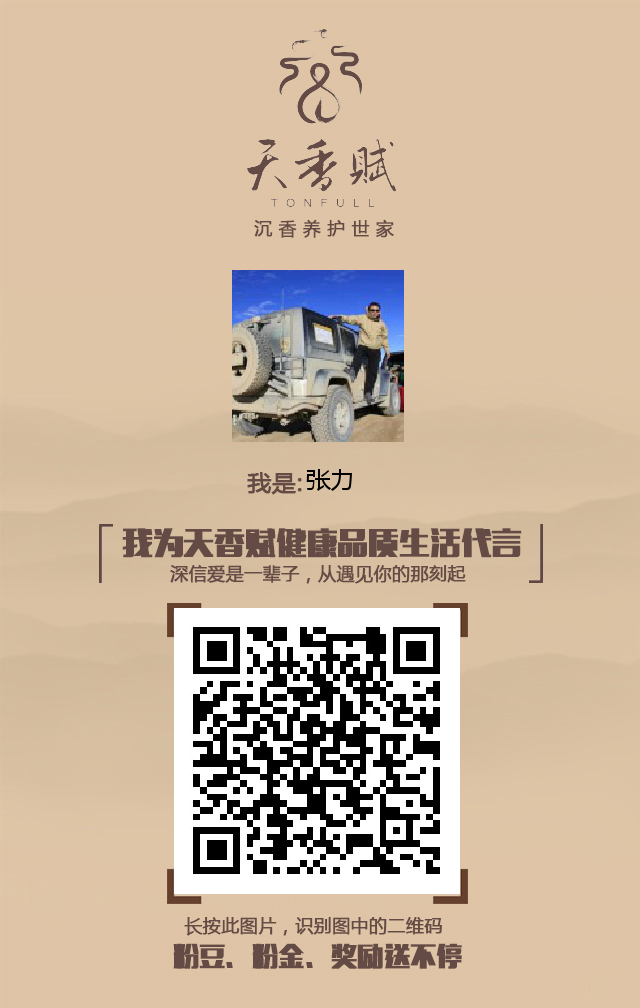 天香赋
TONFULL
沉香养护世家
我是:张力
我为天香赋健康品质生活代言
深信爱是一辈子，从遇见你的那刻起
长按此图片，识别图中的二维码
粉豆、粉金、奖励送不停